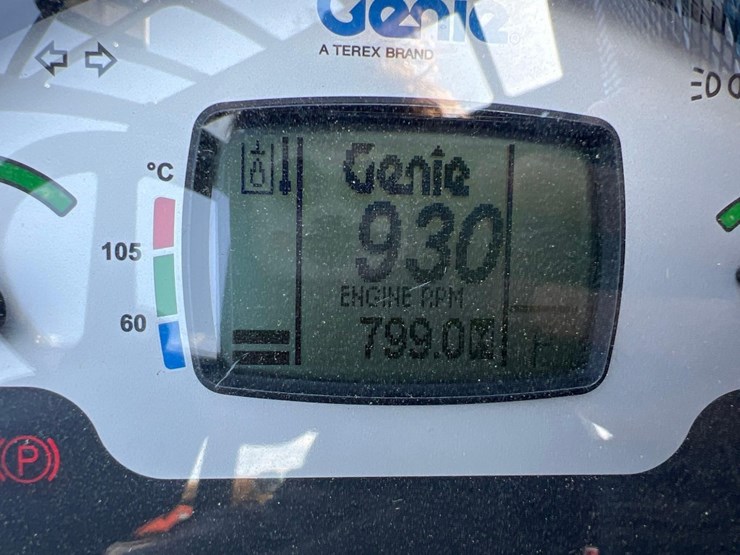 Genie
A TEREX BRAND
°C
105
60
Genie
930
ENGINE RPM
799.0
P